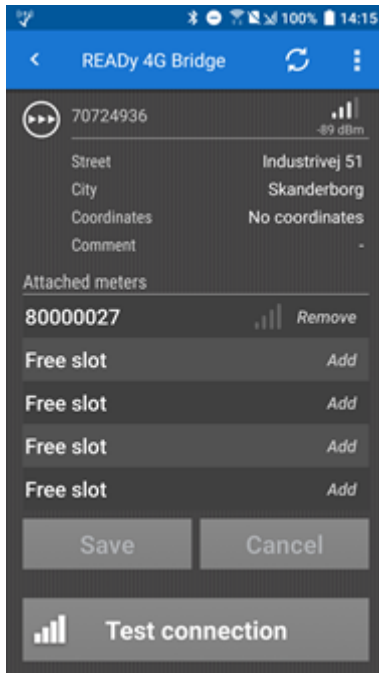 100% 14:15
READy 4G Bridge
70724936
-89 dBm
Street Industrivej 51
City Skanderborg
Coordinates No coordinates
Comment -
Attached meters
80000027 Remove
Free slot Add
Free slot Add
Free slot Add
Free slot Add
Save Cancel
Test connection